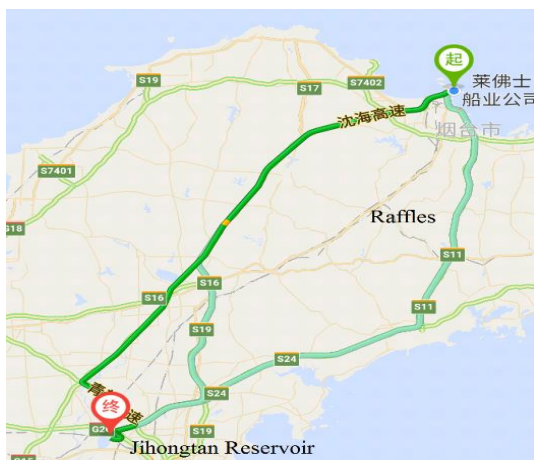 起
S19
S7402
S17
莱佛士
船业公司
沈海高速
烟台市
S7401
G18
Raffles
S11
S16
S16
S11
S19
S24
S24
终
S19
Jihongtan Reservoir